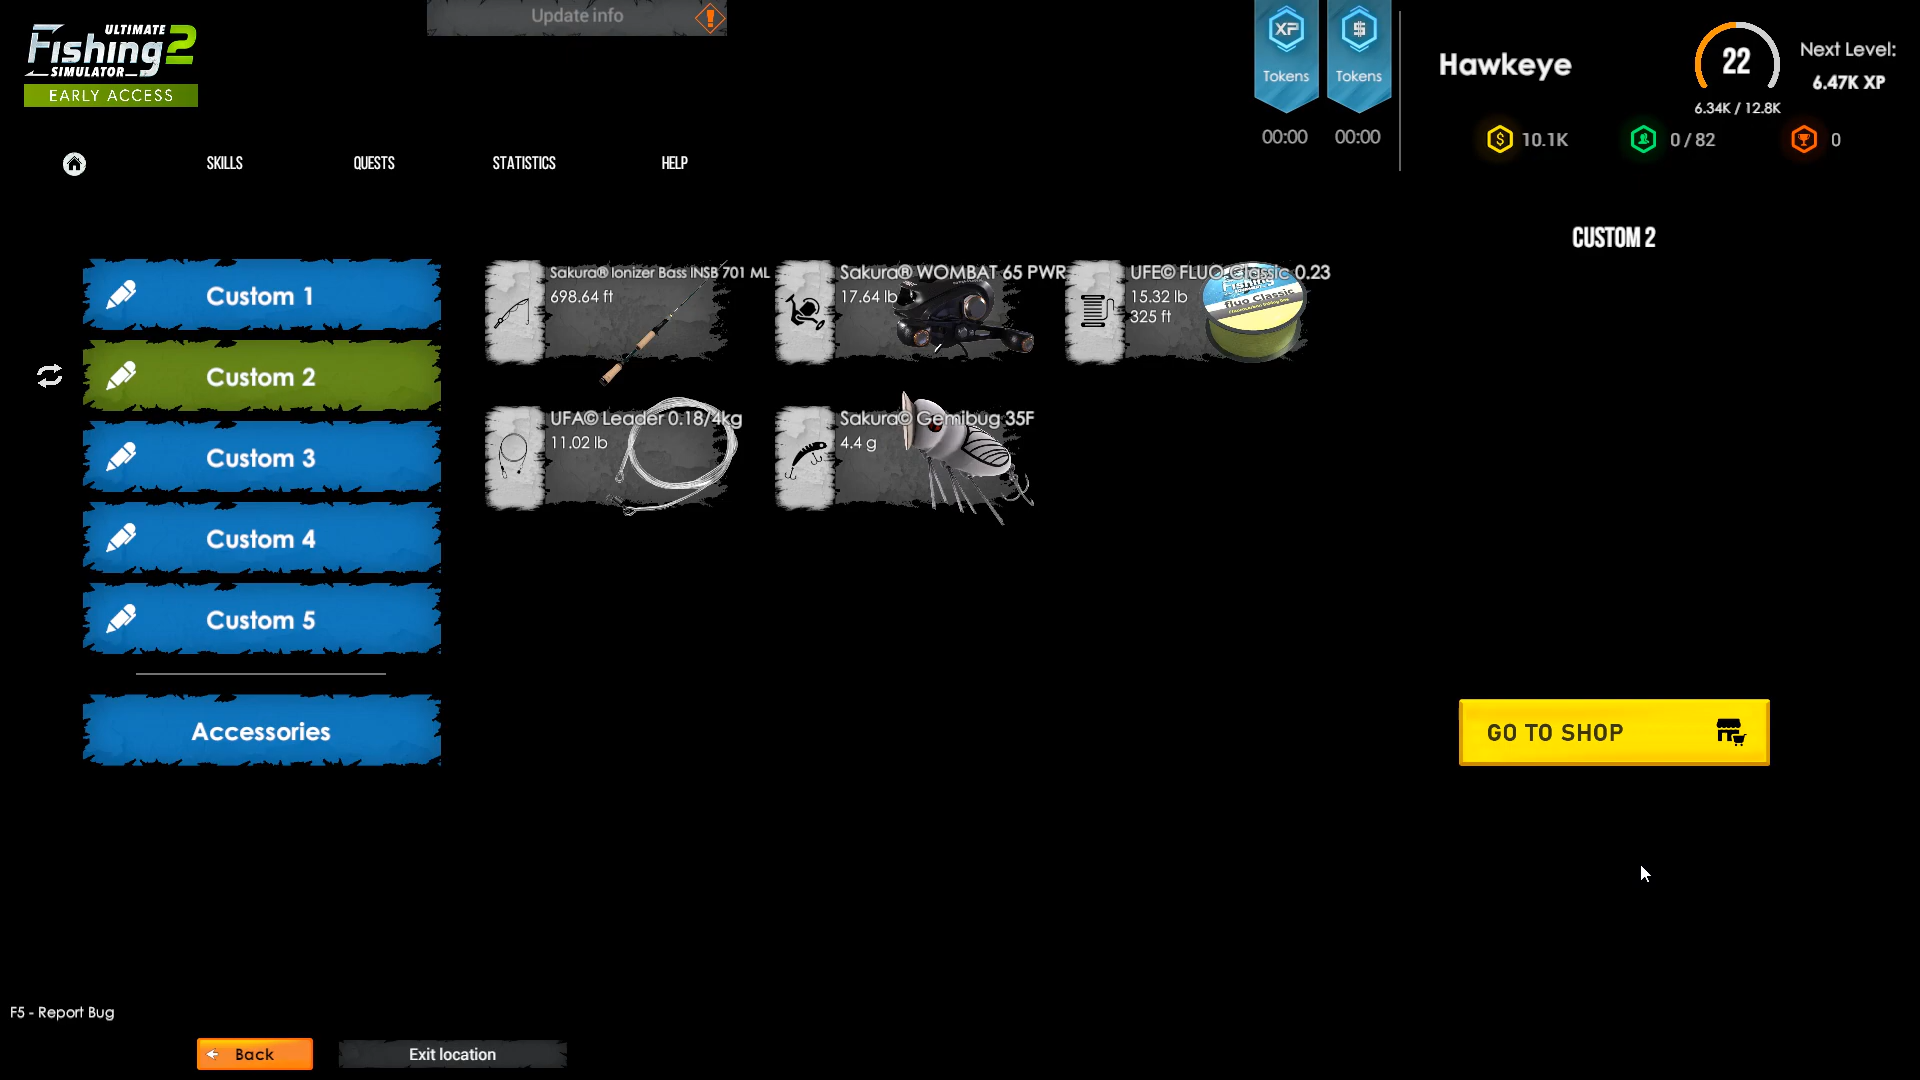 Update info
ULTIMATE
Fishing 2
SIMULATOR
EARLY ACCESS
XP
Tokens
$
Tokens
00:00
00:00
Hawkeye
22
Next Level:
6.47K XP
6.34K / 12.8K
10.1K
0 / 82
0
SKILLS
QUESTS
STATISTICS
HELP
CUSTOM 2
Custom 1
Custom 2
Custom 3
Custom 4
Custom 5
Accessories
Sakura® Ionizer Bass INSB 701 ML
698.64 ft
Sakura® WOMBAT 65 PWR
17.64 lb
UFE© FLUO Classic 0.23
15.32 lb
325 ft
Fishing
fluo Classic
UFA© Leader 0.18/4kg
11.02 lb
Sakura© Gemibug 35F
4.4 g
GO TO SHOP
F5 - Report Bug
Back
Exit location